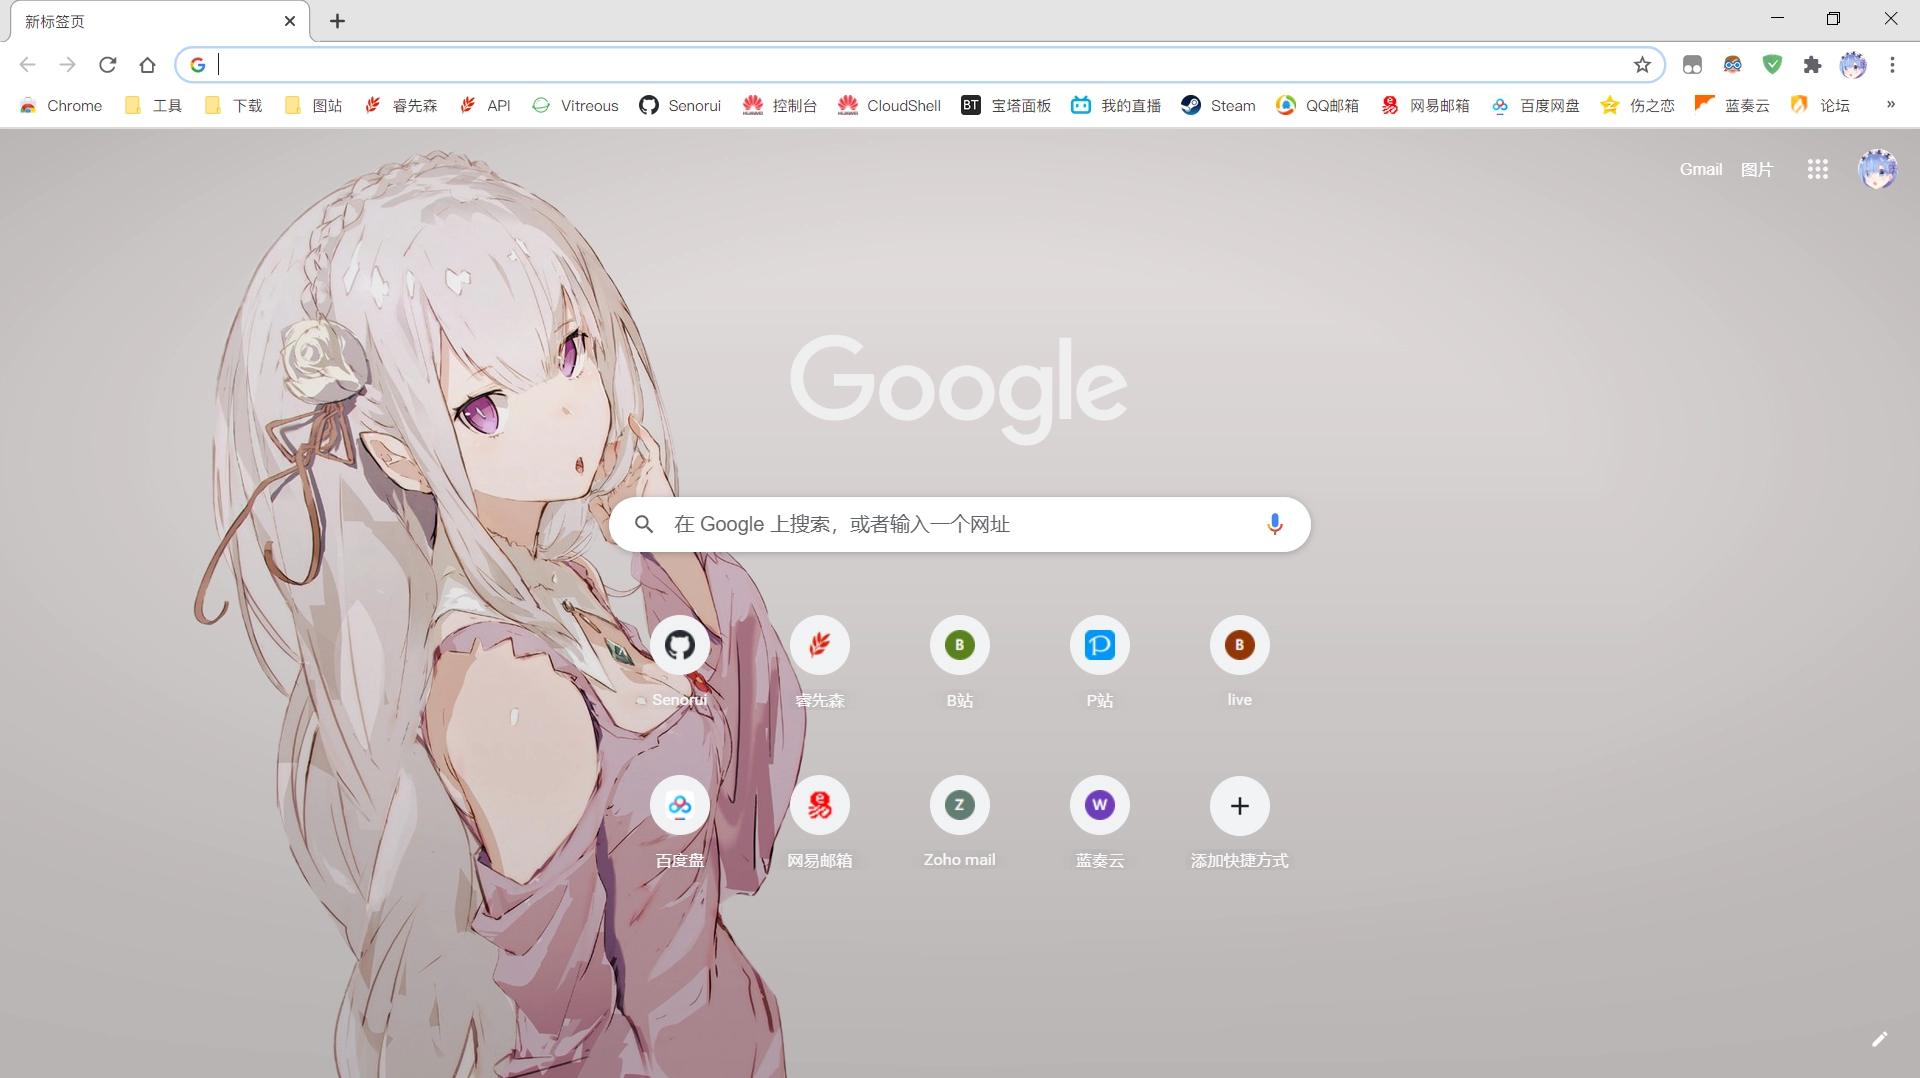 新标签页
Chrome 工具 下载 图站 睿先森 API Vitreous Senorui 控制台 CloudShell BT 宝塔面板 我的直播 Steam QQ邮箱 网易邮箱 百度网盘 伤之恋 蓝奏云 论坛 »
Gmail 图片
Google
在 Google 上搜索，或者输入一个网址
B B
Senorui 睿先森 B站 P站 live
Z W
百度盘 网易邮箱 Zoho mail 蓝奏云 添加快捷方式